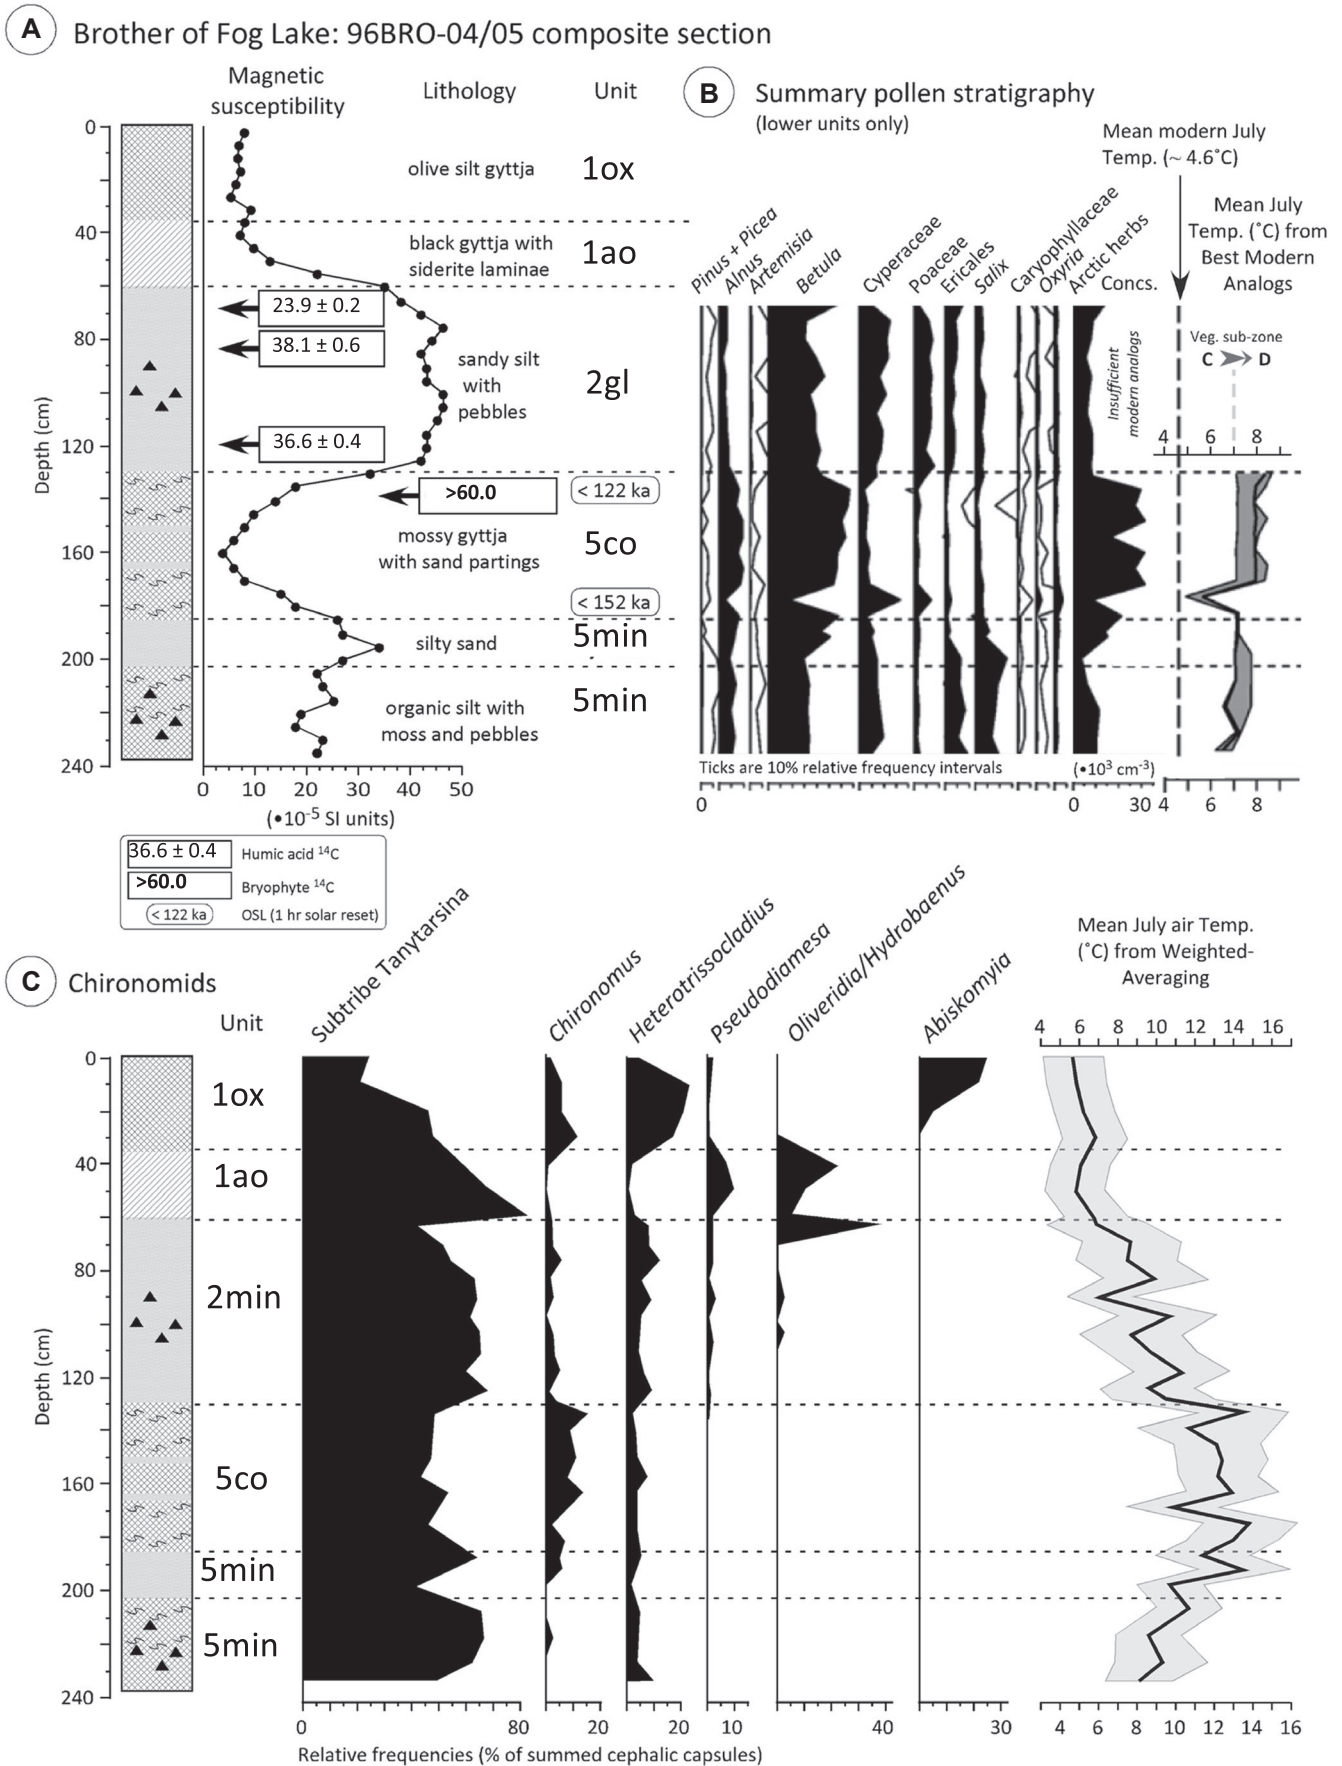 A Brother of Fog Lake: 96BRO-04/05 composite section
Magnetic
susceptibility
Lithology
Unit
0
40
80
120
160
200
240
Depth (cm)
olive silt gyttja
1ox
black gyttja with
siderite laminae
1ao
23.9 ± 0.2
38.1 ± 0.6
36.6 ± 0.4
sandy silt
with
pebbles
2gl
>60.0
< 122 ka
mossy gyttja
with sand partings
5co
< 152 ka
silty sand
5min
organic silt with
moss and pebbles
5min
0 10 20 30 40 50
(•10-5 SI units)
36.6 ± 0.4 Humic acid 14C
>60.0 Bryophyte 14C
< 122 ka OSL (1 hr solar reset)
B Summary pollen stratigraphy
(lower units only)
Mean modern July
Temp. (~ 4.6˚C)
Mean July
Temp. (˚C) from
Best Modern
Analogs
Pinus + Picea
Alnus
Artemisia
Betula
Cyperaceae
Poaceae
Ericales
Salix
Caryophyllaceae
Oxyria
Arctic herbs
Concs.
Insufficient
modern analogs
Veg. sub-zone
C D
4 6 8
Ticks are 10% relative frequency intervals
(•103 cm-3)
0
0 30
4 6 8
C Chironomids
Unit
Subtribe Tanytarsina
Chironomus
Heterotrissocladius
Pseudodiamesa
Oliveridia/Hydrobaenus
Abiskomyia
Mean July air Temp.
(˚C) from Weighted-
Averaging
4 6 8 10 12 14 16
0
40
80
120
160
200
240
Depth (cm)
1ox
1ao
2min
5co
5min
5min
0 80
20
20
10
40
30
4 6 8 10 12 14 16
Relative frequencies (% of summed cephalic capsules)